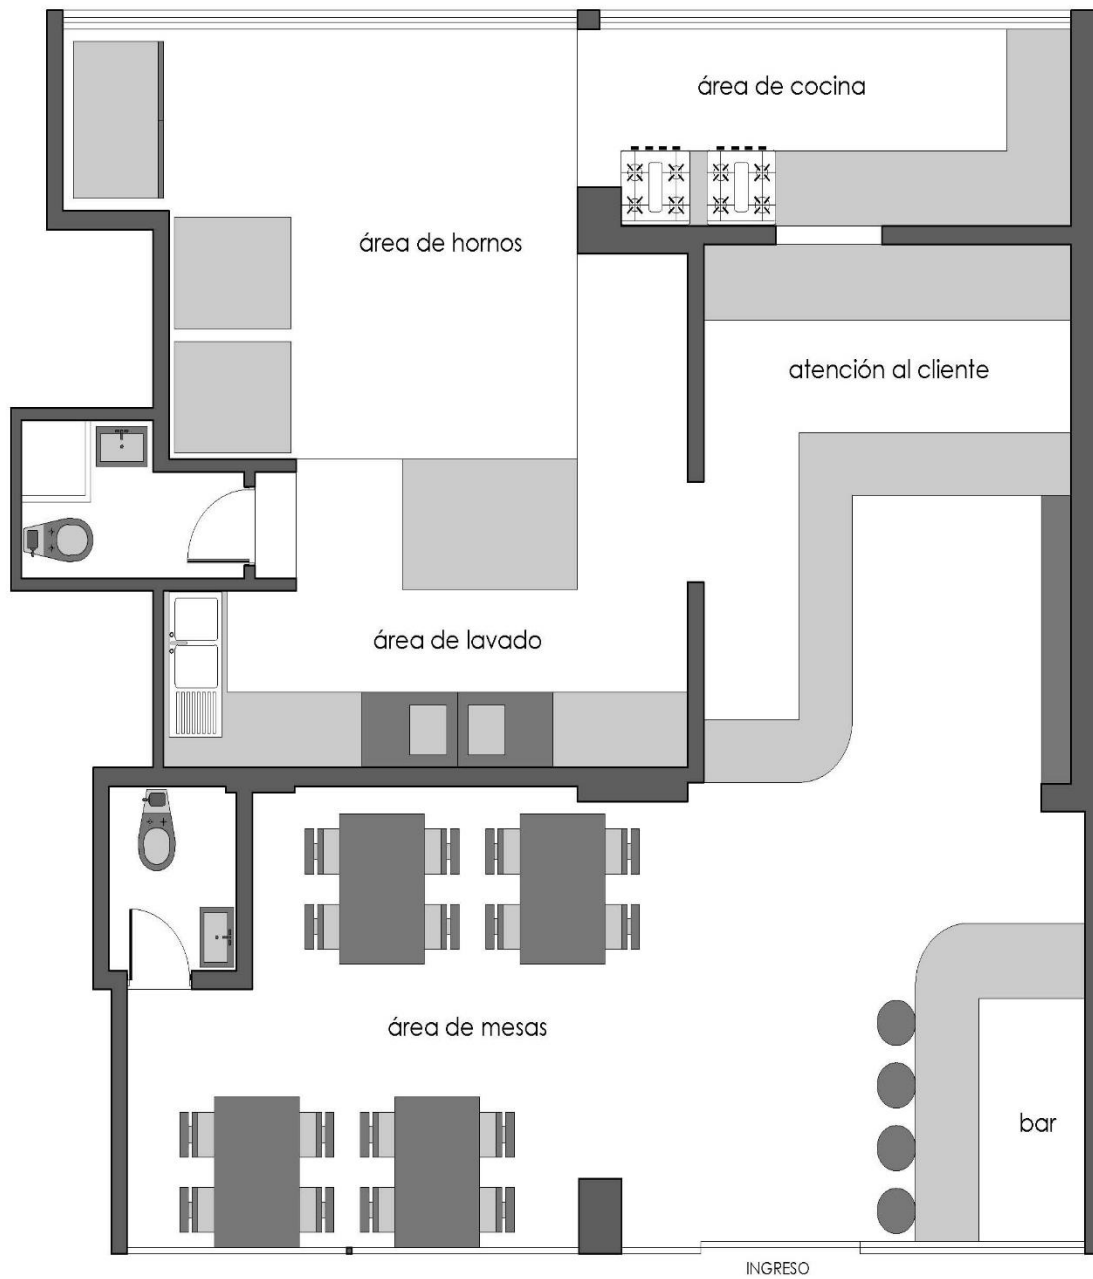 área de cocina
área de hornos
atención al cliente
área de lavado
área de mesas
bar
INGRESO